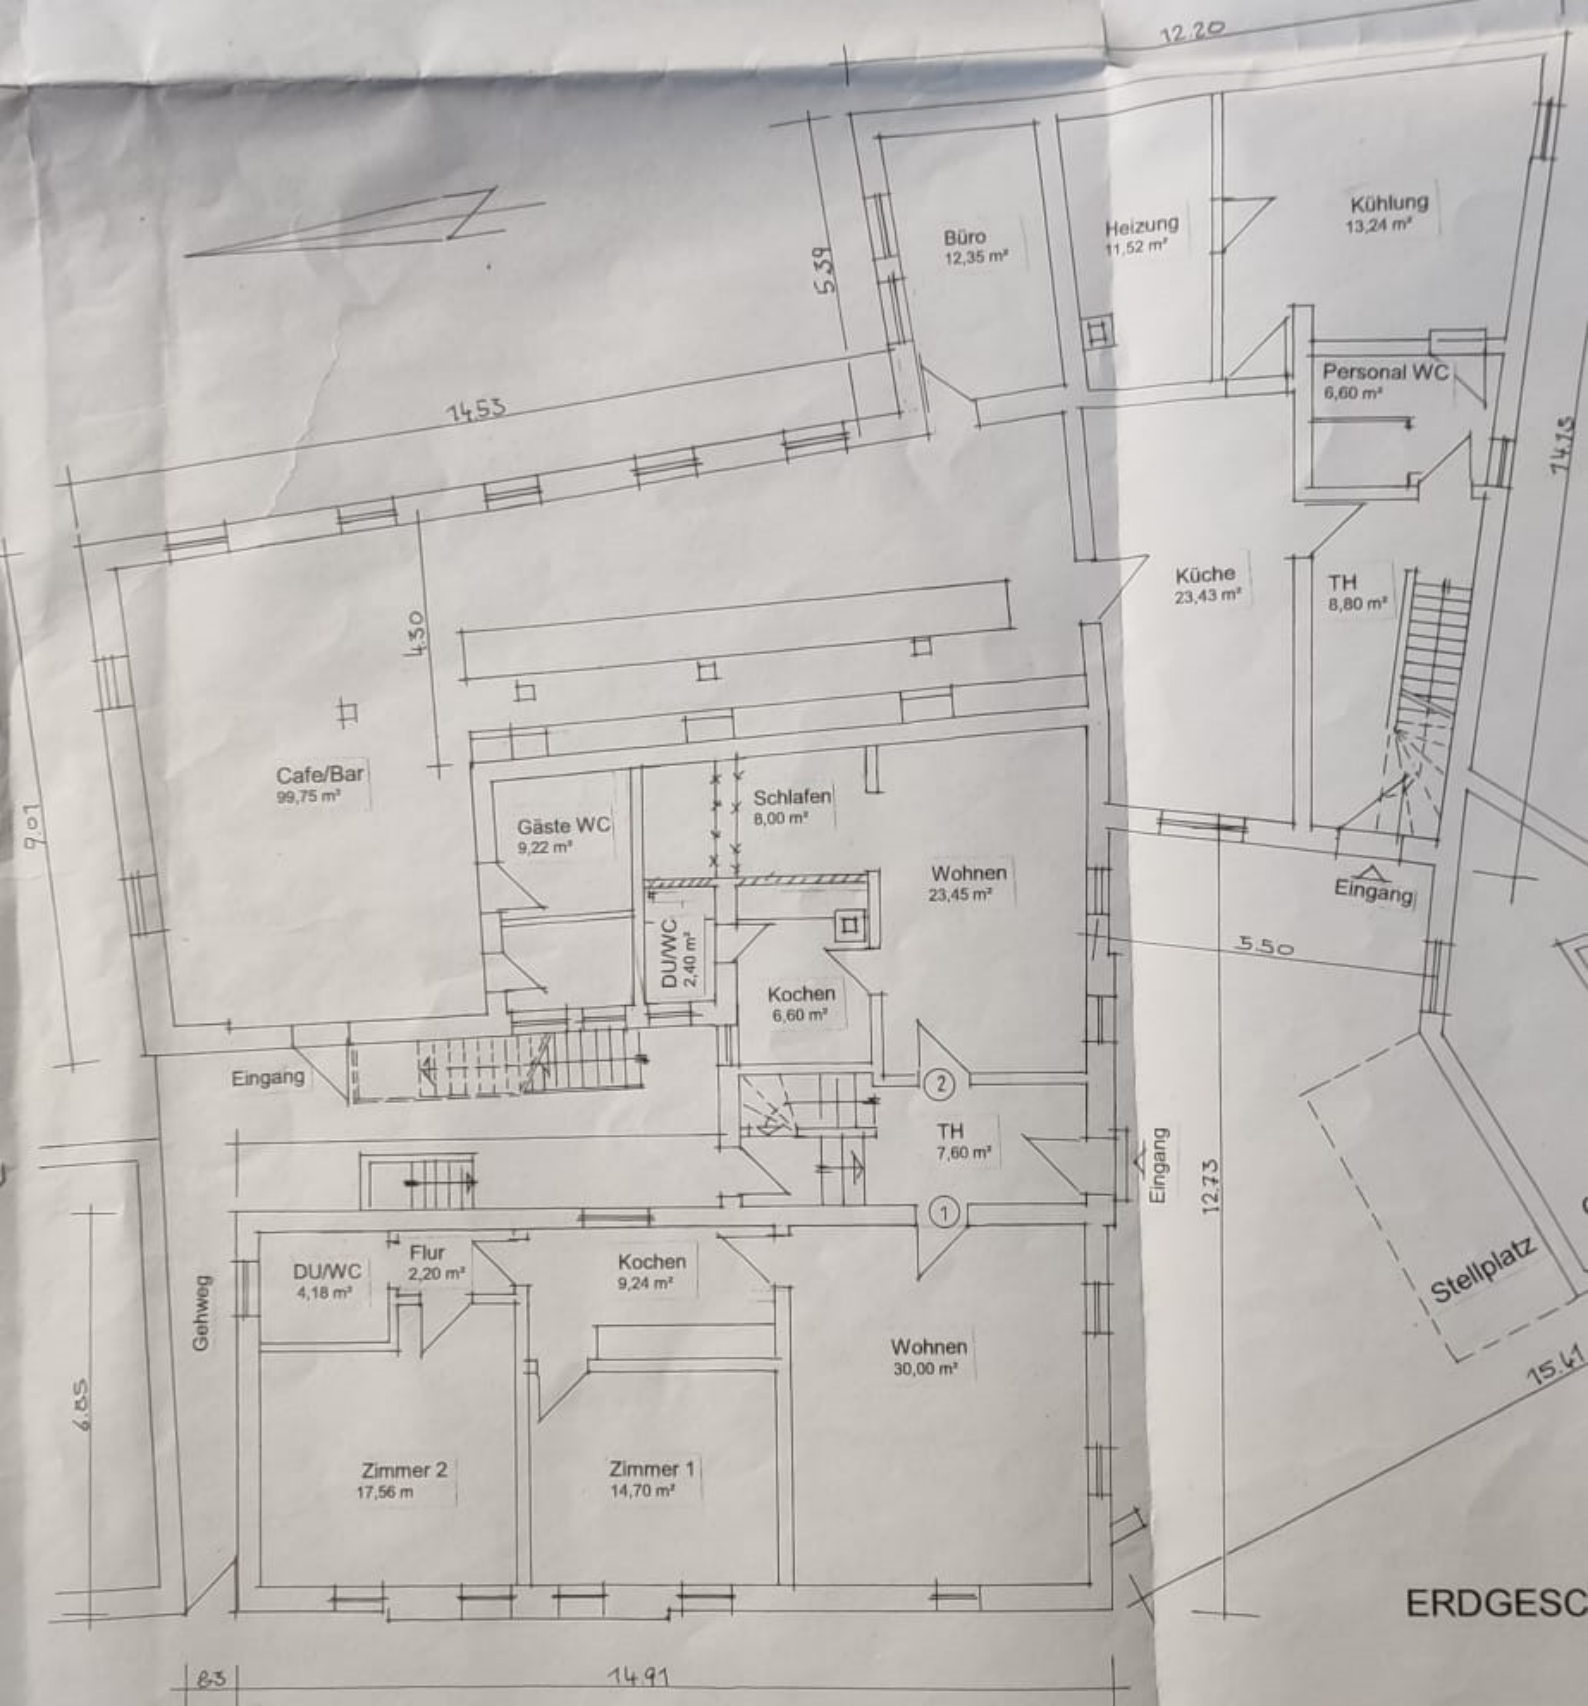 12.20
Büro
12,35 m²
Heizung
11,52 m²
Kühlung
13,24 m²
5.39
Personal WC
6,60 m²
14.53
Küche
23,43 m²
TH
8,80 m²
4.30
Cafe/Bar
99,75 m²
9.01
Gäste WC
9,22 m²
Schlafen
8,00 m²
Wohnen
23,45 m²
DU/WC
2,40 m²
Kochen
6,60 m²
Eingang
5.50
Eingang
2
TH
7,60 m²
Eingang
12.73
1
Gehweg
DU/WC
4,18 m²
Flur
2,20 m²
Kochen
9,24 m²
Wohnen
30,00 m²
Stellplatz
15.41
6.85
Zimmer 2
17,56 m
Zimmer 1
14,70 m²
ERDGESC
83
14.91